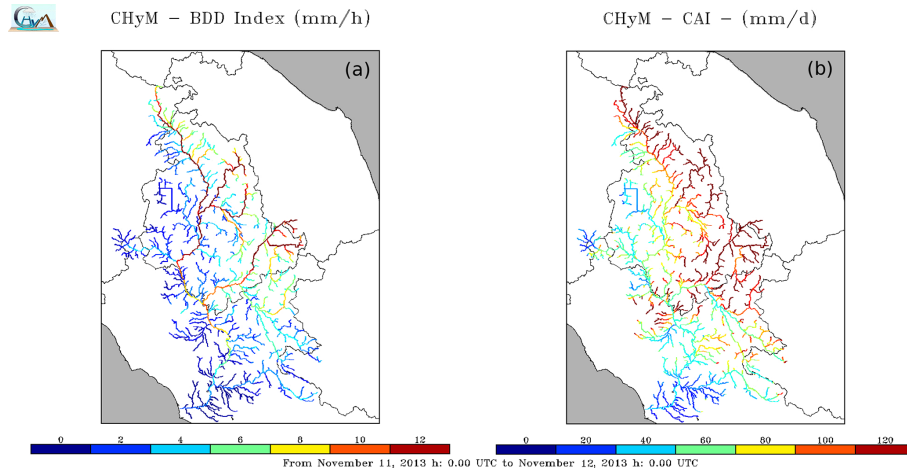 CHyM
CHyM − BDD Index (mm/h)
CHyM − CAI − (mm/d)
(a)
(b)
0 2 4 6 8 10 12
0 20 40 60 80 100 120
From November 11, 2013 h: 0.00 UTC to November 12, 2013 h: 0.00 UTC